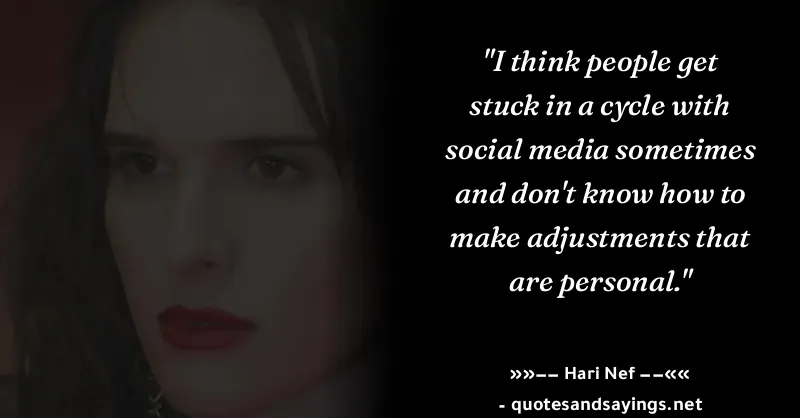 "I think people get
stuck in a cycle with
social media sometimes
and don't know how to
make adjustments that
are personal."
»»−− Hari Nef −−««
- quotesandsayings.net